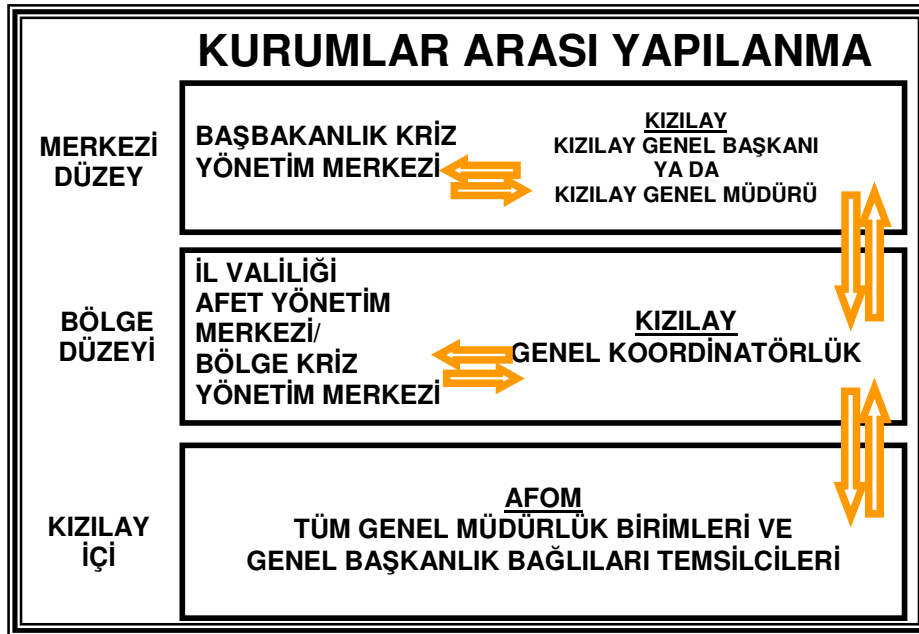 KURUMLAR ARASI YAPILANMA
MERKEZİ
DÜZEY
BAŞBAKANLIK KRİZ
YÖNETİM MERKEZİ
KIZILAY
KIZILAY GENEL BAŞKANI
YA DA
KIZILAY GENEL MÜDÜRÜ
BÖLGE
DÜZEYİ
İL VALİLİĞİ
AFET YÖNETİM
MERKEZİ/
BÖLGE KRİZ
YÖNETİM MERKEZİ
KIZILAY
GENEL KOORDİNATÖRLÜK
KIZILAY
İÇİ
AFOM
TÜM GENEL MÜDÜRLÜK BİRİMLERİ VE
GENEL BAŞKANLIK BAĞLILARI TEMSİLCİLERİ